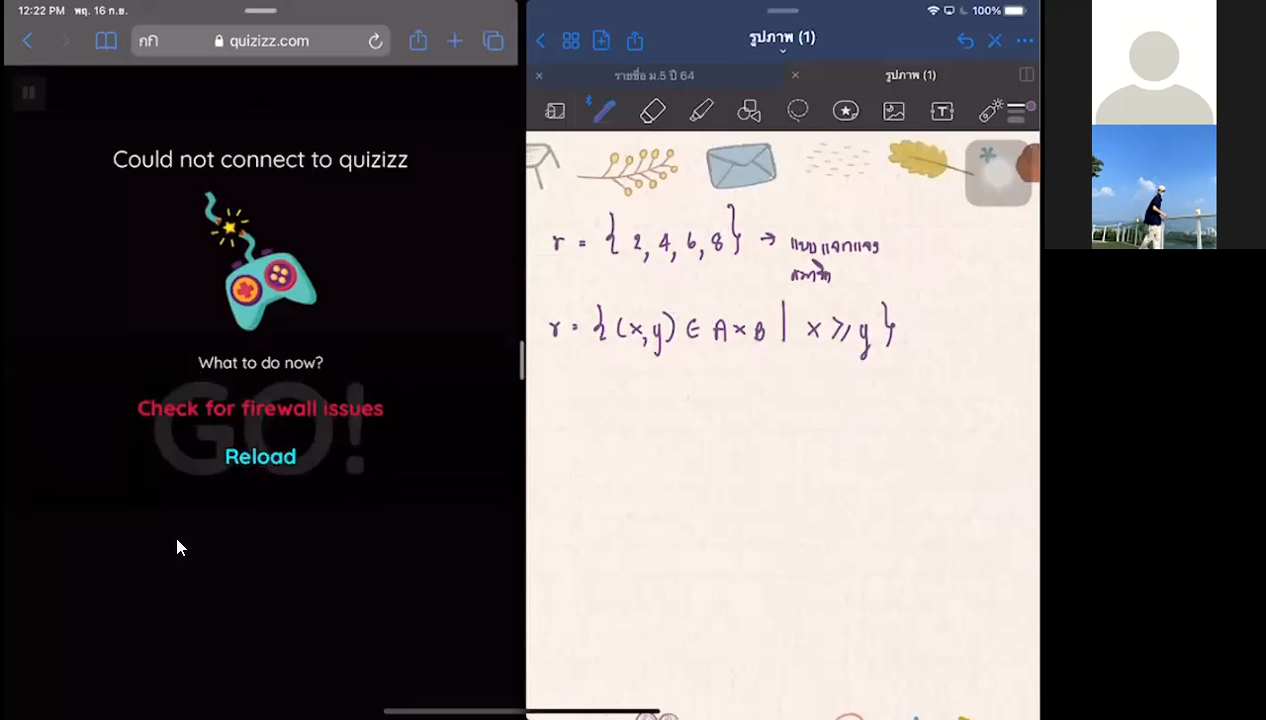 12:22 PM พฤ. 16 ก.ย.
100%
กก
quizizz.com
รูปภาพ (1)
รายชื่อ ม.5 ปี 64
รูปภาพ (1)
Could not connect to quizizz
What to do now?
Check for firewall issues
GO!
Reload
r = { 2, 4, 6, 8 } → แบบแจกแจง
สมาชิก
r = { (x,y) ∈ A × B | x ≥ y }